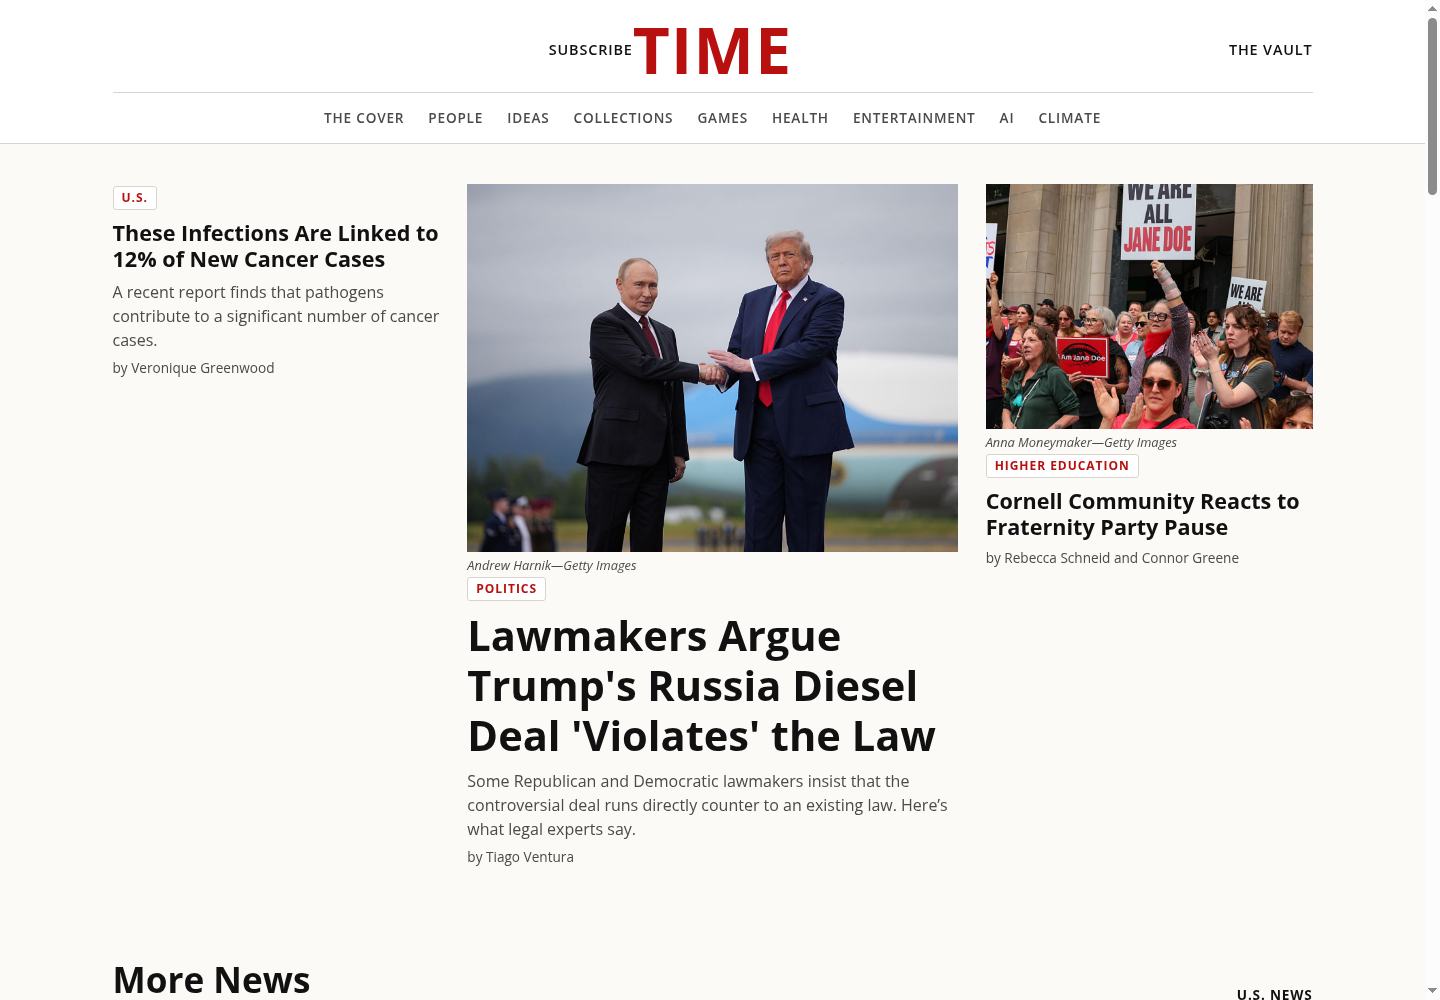 SUBSCRIBE
TIME
THE VAULT
THE COVER PEOPLE IDEAS COLLECTIONS GAMES HEALTH ENTERTAINMENT AI CLIMATE
U.S.
These Infections Are Linked to
12% of New Cancer Cases
A recent report finds that pathogens
contribute to a significant number of cancer
cases.
by Veronique Greenwood
Andrew Harnik—Getty Images
POLITICS
Lawmakers Argue
Trump's Russia Diesel
Deal 'Violates' the Law
Some Republican and Democratic lawmakers insist that the
controversial deal runs directly counter to an existing law. Here’s
what legal experts say.
by Tiago Ventura
WE ARE
ALL
JANE DOE
WE ARE
I Am Jane Doe
Anna Moneymaker—Getty Images
HIGHER EDUCATION
Cornell Community Reacts to
Fraternity Party Pause
by Rebecca Schneid and Connor Greene
More News
U.S. NEWS